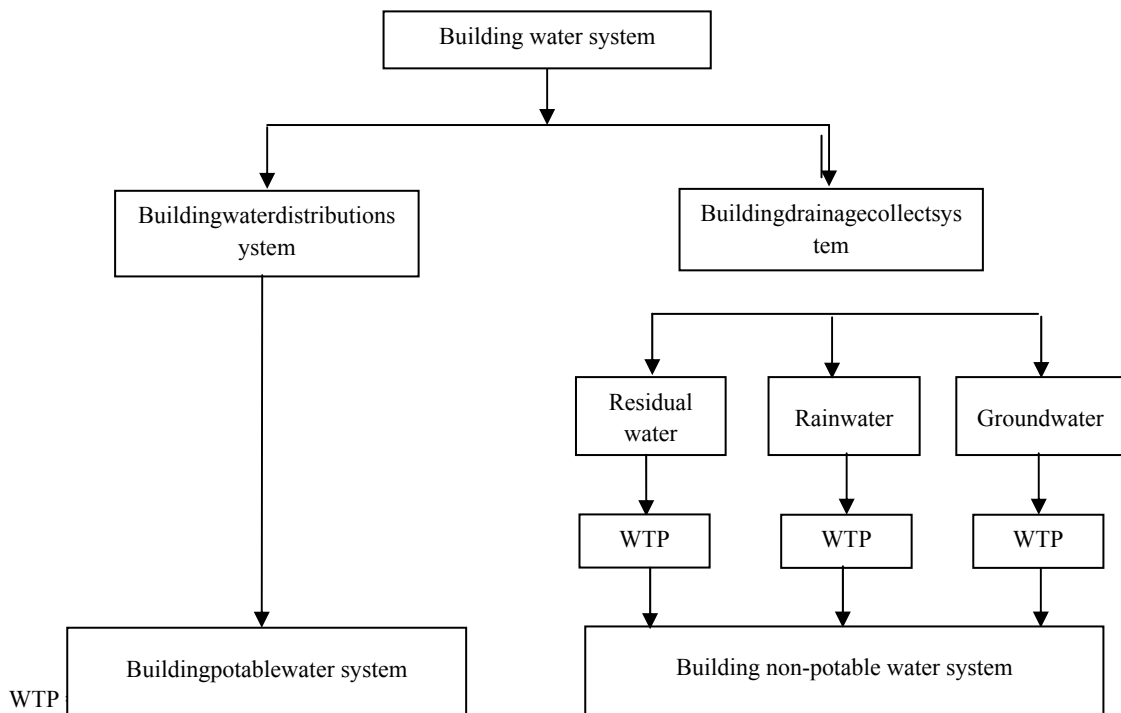 Building water system
Buildingwaterdistributions
ystem
Buildingdrainagecollectsys
tem
Residual
water
Rainwater
Groundwater
WTP
WTP
WTP
Buildingpotablewater system
Building non-potable water system
WTP